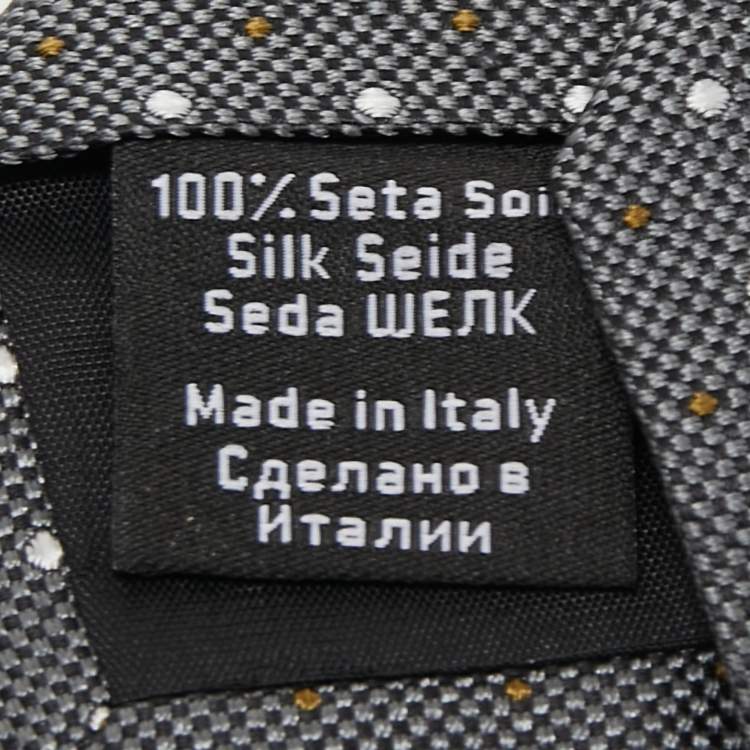 100% Seta Soi
Silk Seide
Seda ШЕЛК
Made in Italy
Сделано в
Италии